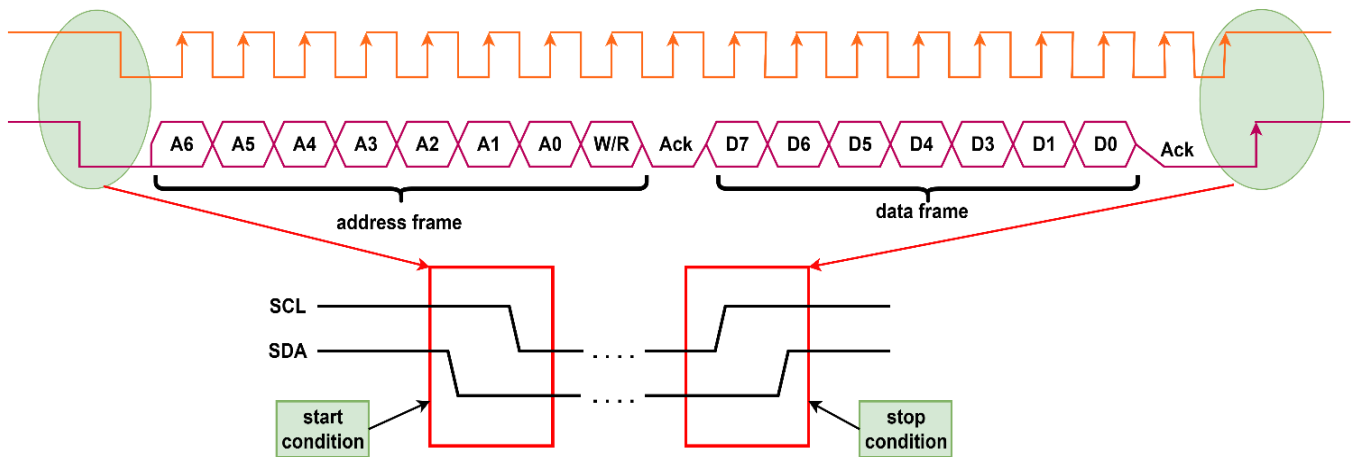 A6 A5 A4 A3 A2 A1 A0 W/R Ack D7 D6 D5 D4 D3 D1 D0 Ack
address frame
data frame
SCL
SDA
. . . .
. . . .
start
condition
stop
condition